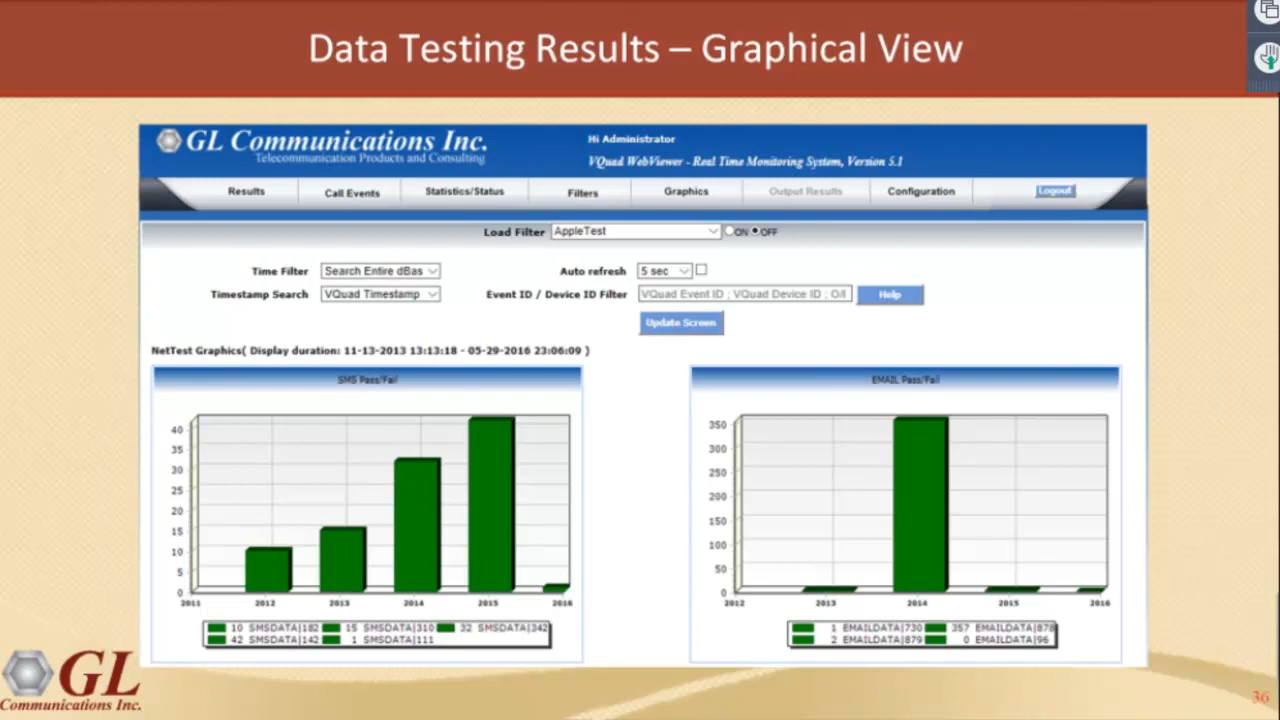 Data Testing Results – Graphical View
GL Communications Inc.
Telecommunication Products and Consulting
Hi Administrator
VQuad WebViewer - Real Time Monitoring System, Version 5.1
Results Call Events Statistics/Status Filters Graphics Output Results Configuration Logout
Load Filter AppleTest ON OFF
Time Filter Search Entire dBas Auto refresh 5 sec
Timestamp Search VQuad Timestamp Event ID / Device ID Filter VQuad Event ID ; VQuad Device ID ; O/I Help
Update Screen
NetTest Graphics( Display duration: 11-13-2013 13:13:18 - 05-29-2016 23:06:09 )
SMS Pass/Fail
40
35
30
25
20
15
10
5
0
2011 2012 2013 2014 2015 2016
10 SMSDATA|182 15 SMSDATA|310 32 SMSDATA|342
42 SMSDATA|142 1 SMSDATA|111
EMAIL Pass/Fail
350
300
250
200
150
100
50
0
2012 2013 2014 2015 2016
1 EMAILDATA|730 357 EMAILDATA|878
2 EMAILDATA|879 0 EMAILDATA|96
GL
Communications Inc.
36